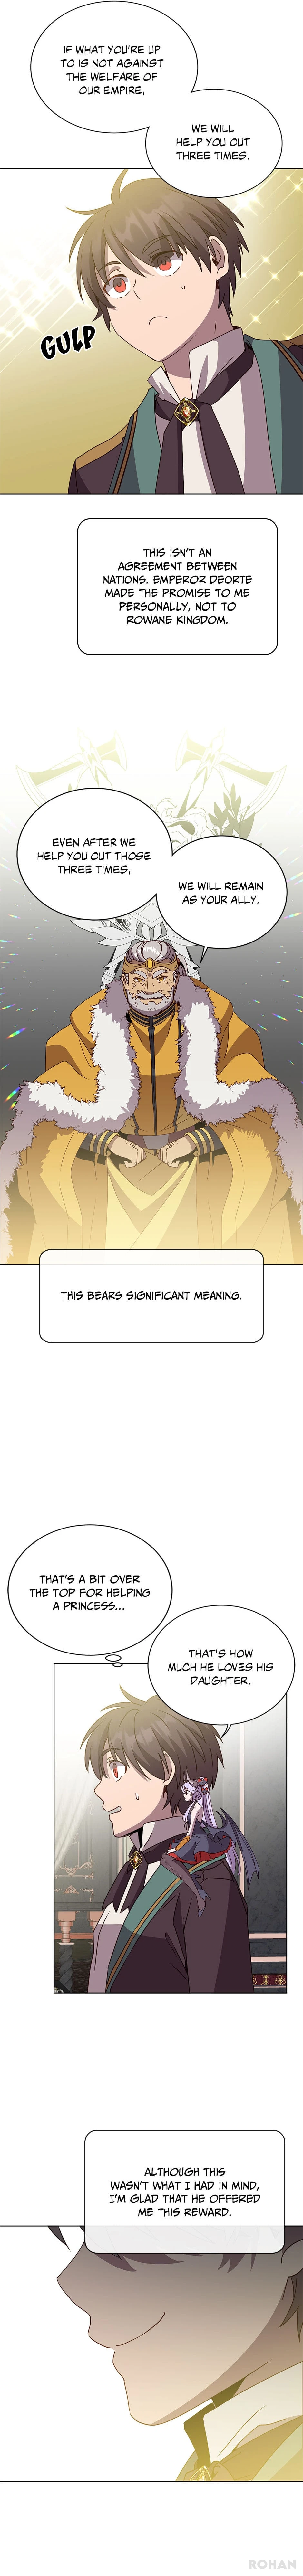 IF WHAT YOU'RE UP
TO IS NOT AGAINST
THE WELFARE OF
OUR EMPIRE,
WE WILL
HELP YOU OUT
THREE TIMES.
GULP
THIS ISN'T AN
AGREEMENT BETWEEN
NATIONS. EMPEROR DEORTE
MADE THE PROMISE TO ME
PERSONALLY, NOT TO
ROWANE KINGDOM.
EVEN AFTER WE
HELP YOU OUT THOSE
THREE TIMES,
WE WILL REMAIN
AS YOUR ALLY.
THIS BEARS SIGNIFICANT MEANING.
THAT'S A BIT OVER
THE TOP FOR HELPING
A PRINCESS...
THAT'S HOW
MUCH HE LOVES HIS
DAUGHTER.
ALTHOUGH THIS
WASN'T WHAT I HAD IN MIND,
I'M GLAD THAT HE OFFERED
ME THIS REWARD.
ROHAN